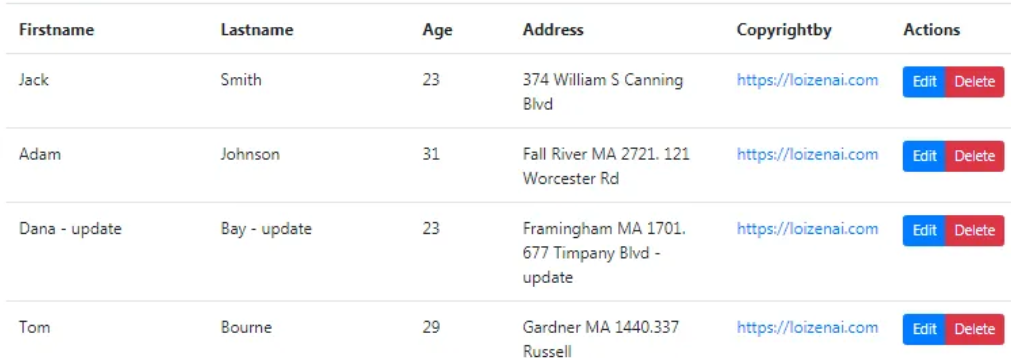 Firstname Lastname Age Address Copyrightby Actions
Jack Smith 23 374 William S Canning https://loizenai.com Edit Delete
Blvd
Adam Johnson 31 Fall River MA 2721. 121 https://loizenai.com Edit Delete
Worcester Rd
Dana - update Bay - update 23 Framingham MA 1701. https://loizenai.com Edit Delete
677 Timpany Blvd -
update
Tom Bourne 29 Gardner MA 1440.337 https://loizenai.com Edit Delete
Russell